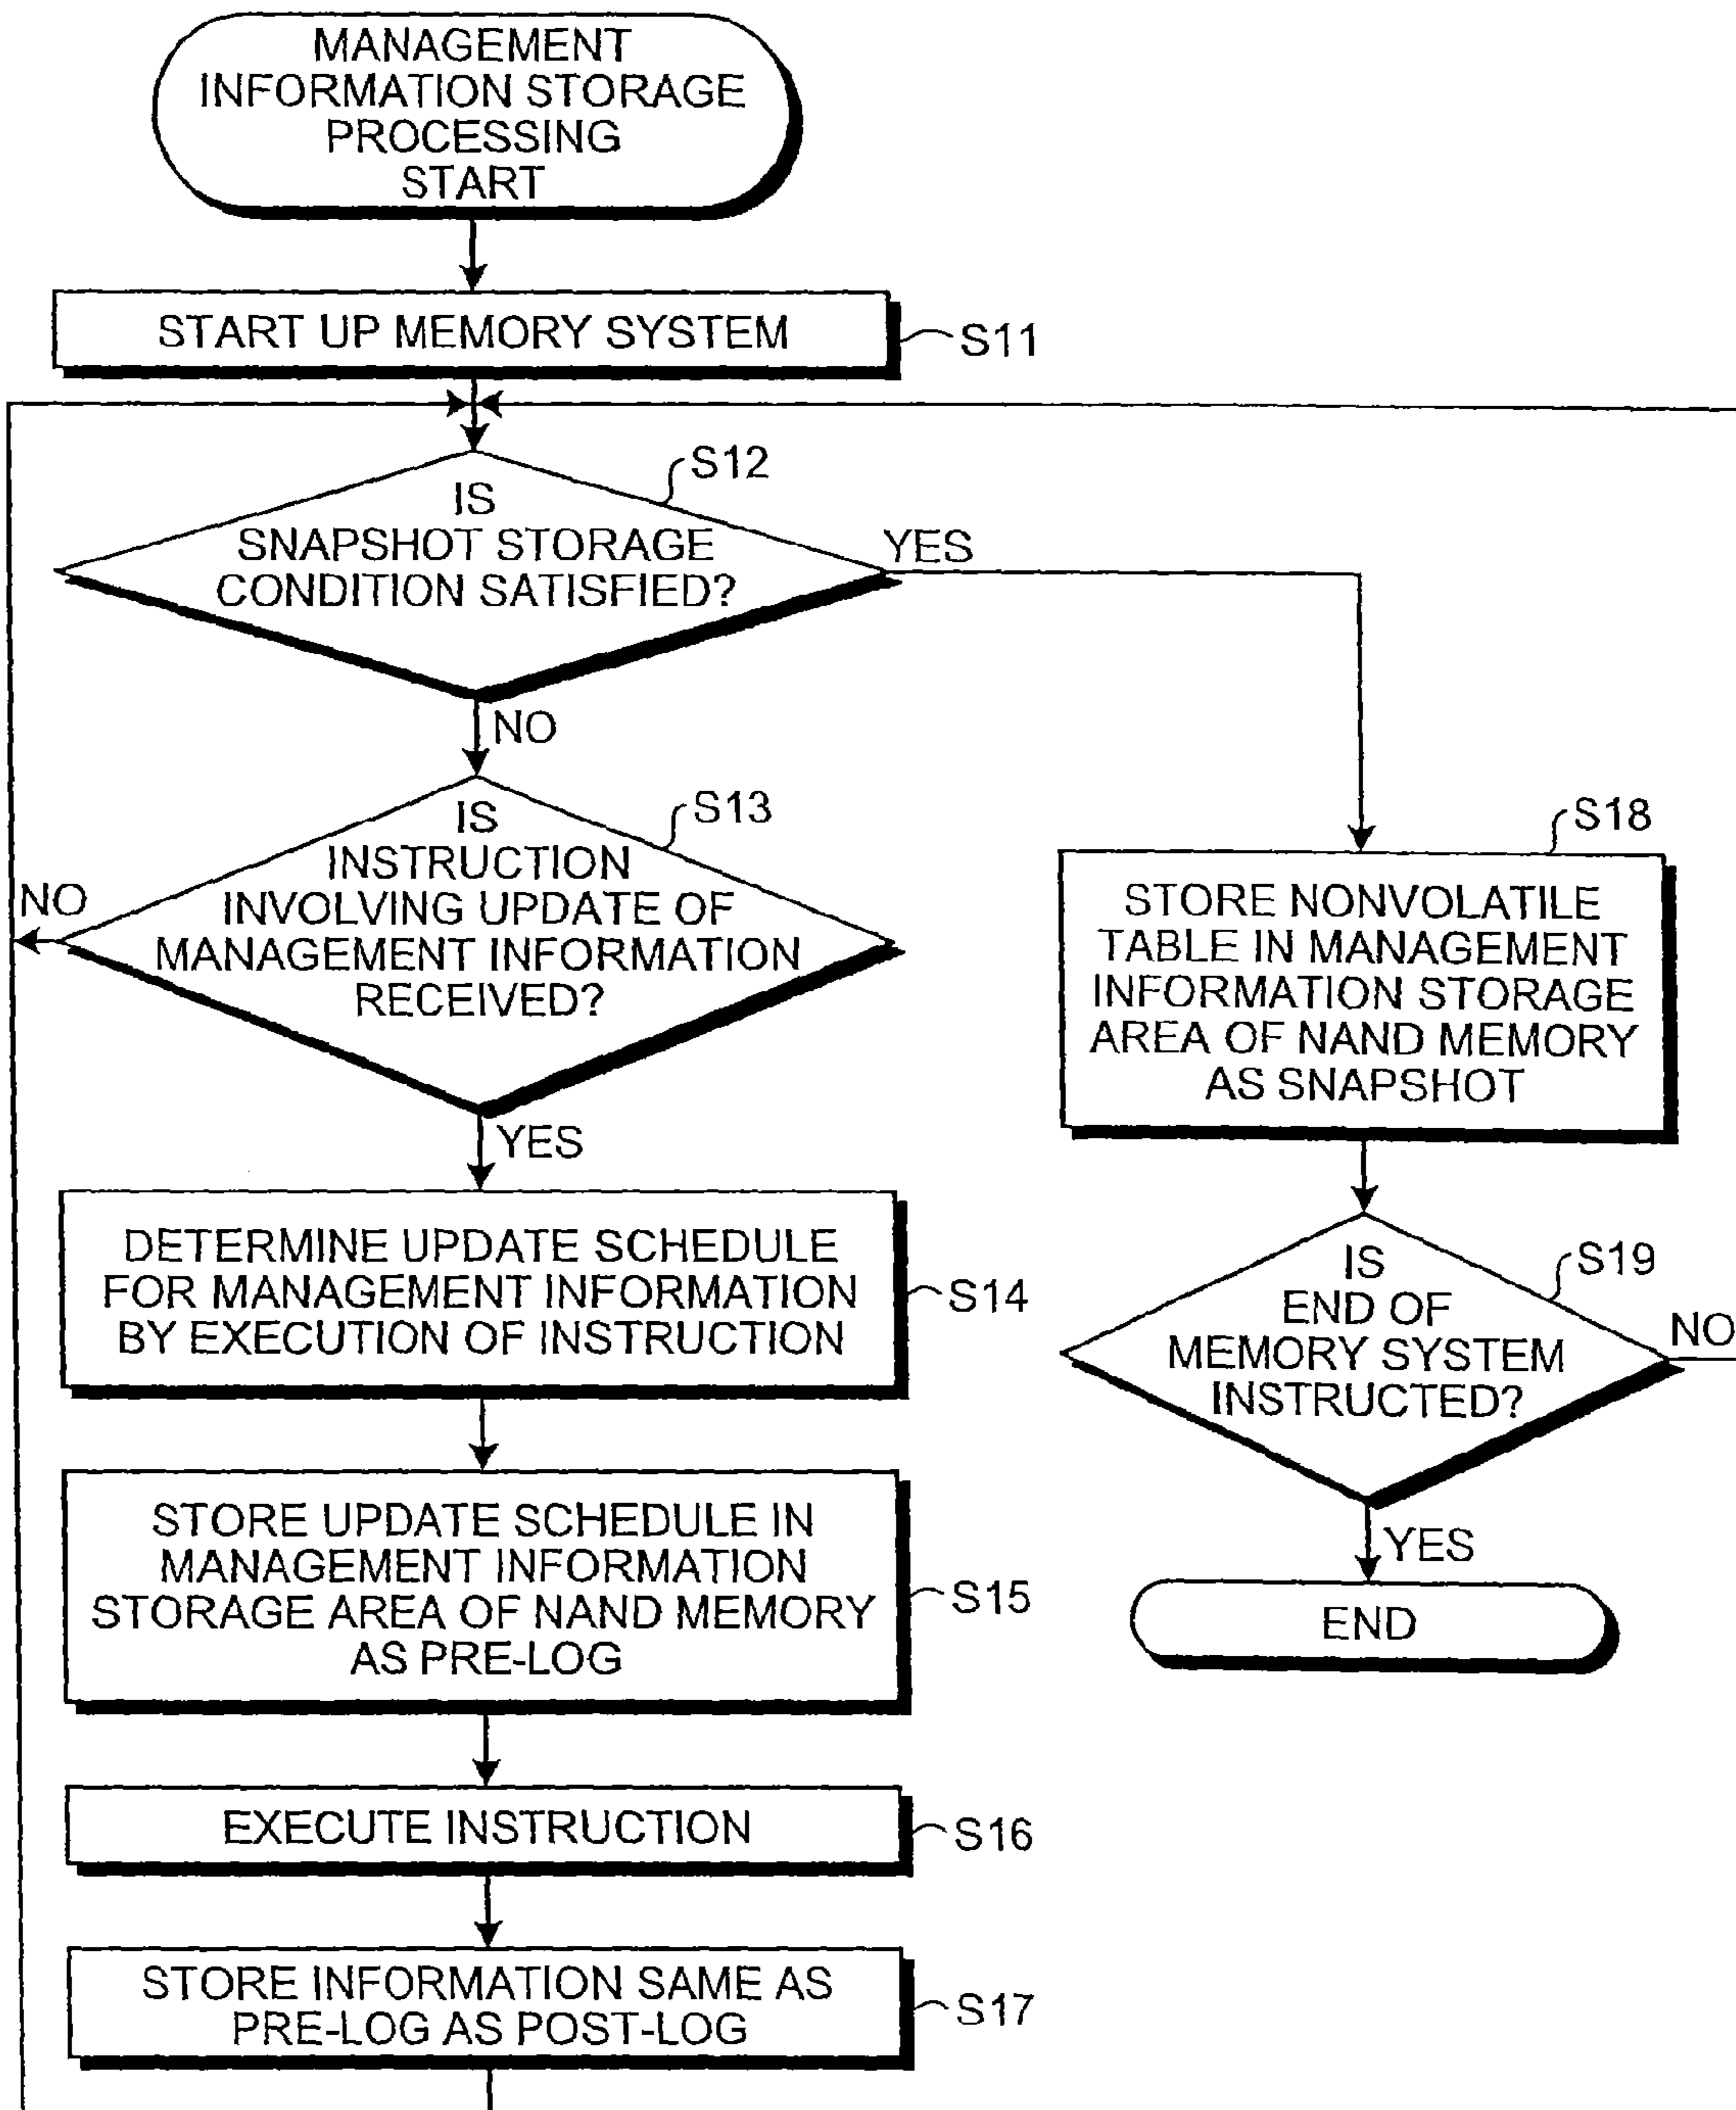 MANAGEMENT
INFORMATION STORAGE
PROCESSING
START
START UP MEMORY SYSTEM
S11
S12
IS
SNAPSHOT STORAGE
CONDITION SATISFIED?
YES
NO
S13
IS
INSTRUCTION
INVOLVING UPDATE OF
MANAGEMENT INFORMATION
RECEIVED?
NO
YES
DETERMINE UPDATE SCHEDULE
FOR MANAGEMENT INFORMATION
BY EXECUTION OF INSTRUCTION
S14
STORE UPDATE SCHEDULE IN
MANAGEMENT INFORMATION
STORAGE AREA OF NAND MEMORY
AS PRE-LOG
S15
EXECUTE INSTRUCTION
S16
STORE INFORMATION SAME AS
PRE-LOG AS POST-LOG
S17
S18
STORE NONVOLATILE
TABLE IN MANAGEMENT
INFORMATION STORAGE
AREA OF NAND MEMORY
AS SNAPSHOT
S19
IS
END OF
MEMORY SYSTEM
INSTRUCTED?
NO
YES
END